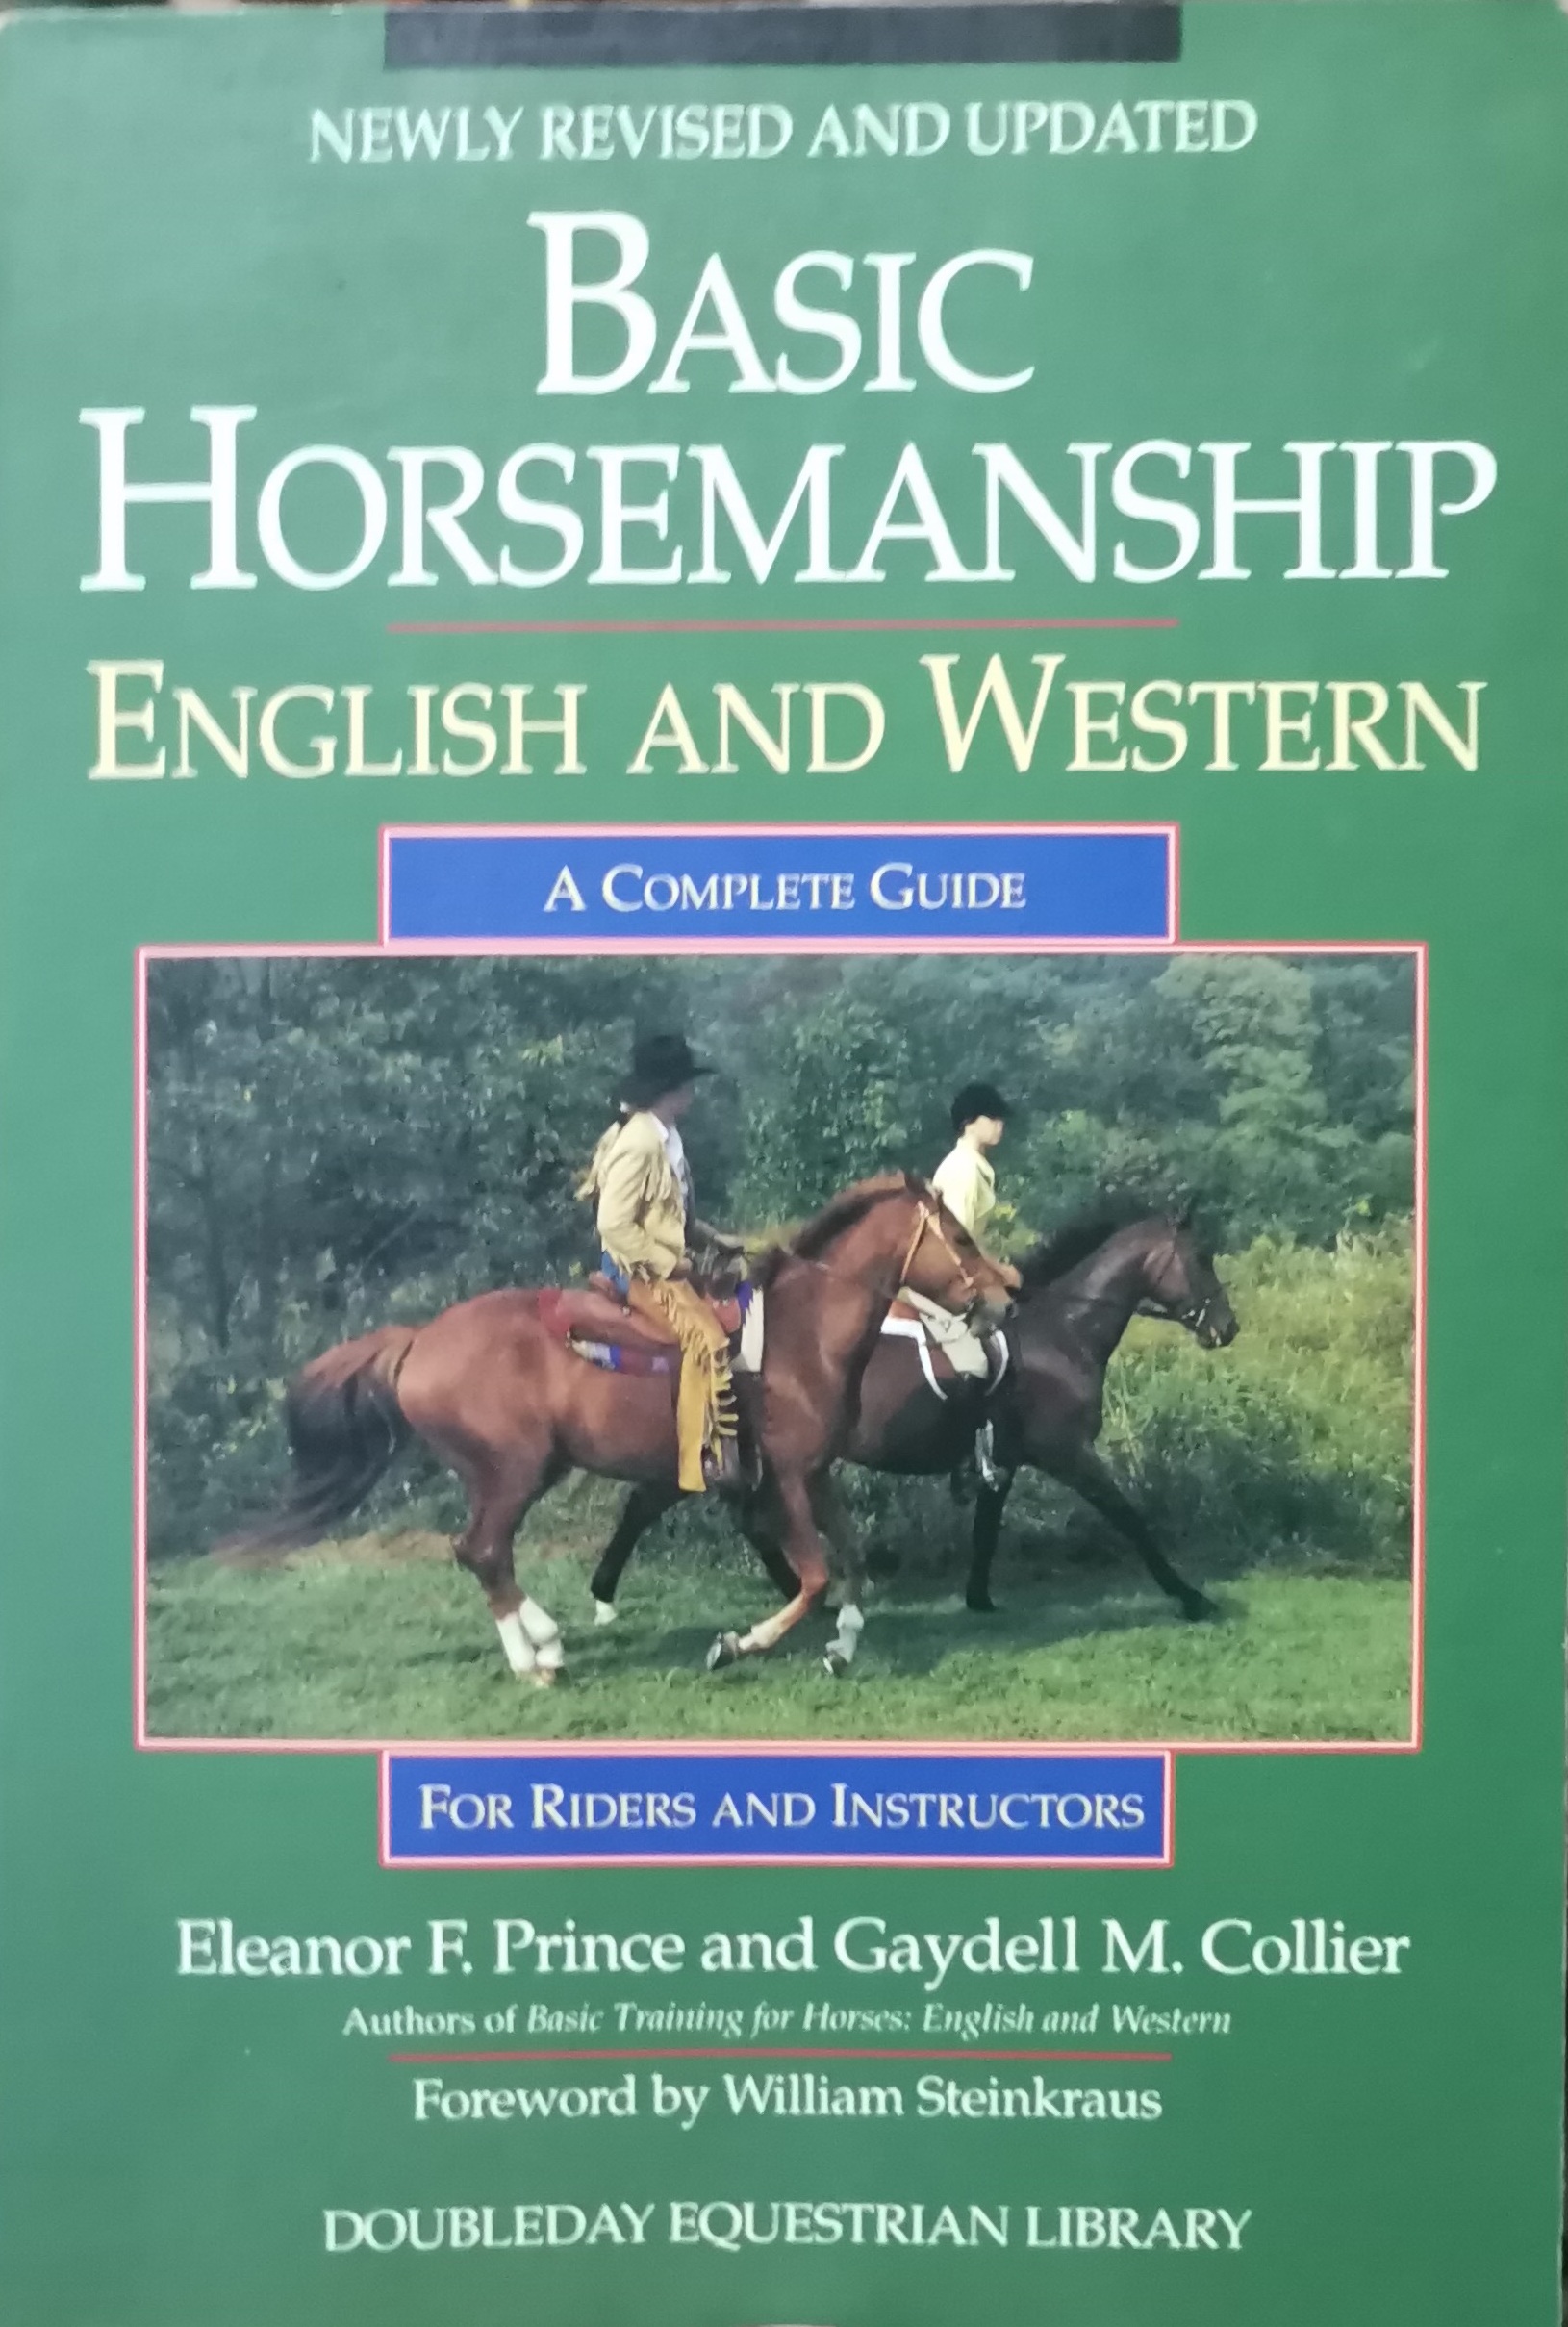 NEWLY REVISED AND UPDATED
BASIC
HORSEMANSHIP
ENGLISH AND WESTERN
A COMPLETE GUIDE
FOR RIDERS AND INSTRUCTORS
Eleanor F. Prince and Gaydell M. Collier
Authors of Basic Training for Horses: English and Western
Foreword by William Steinkraus
DOUBLEDAY EQUESTRIAN LIBRARY